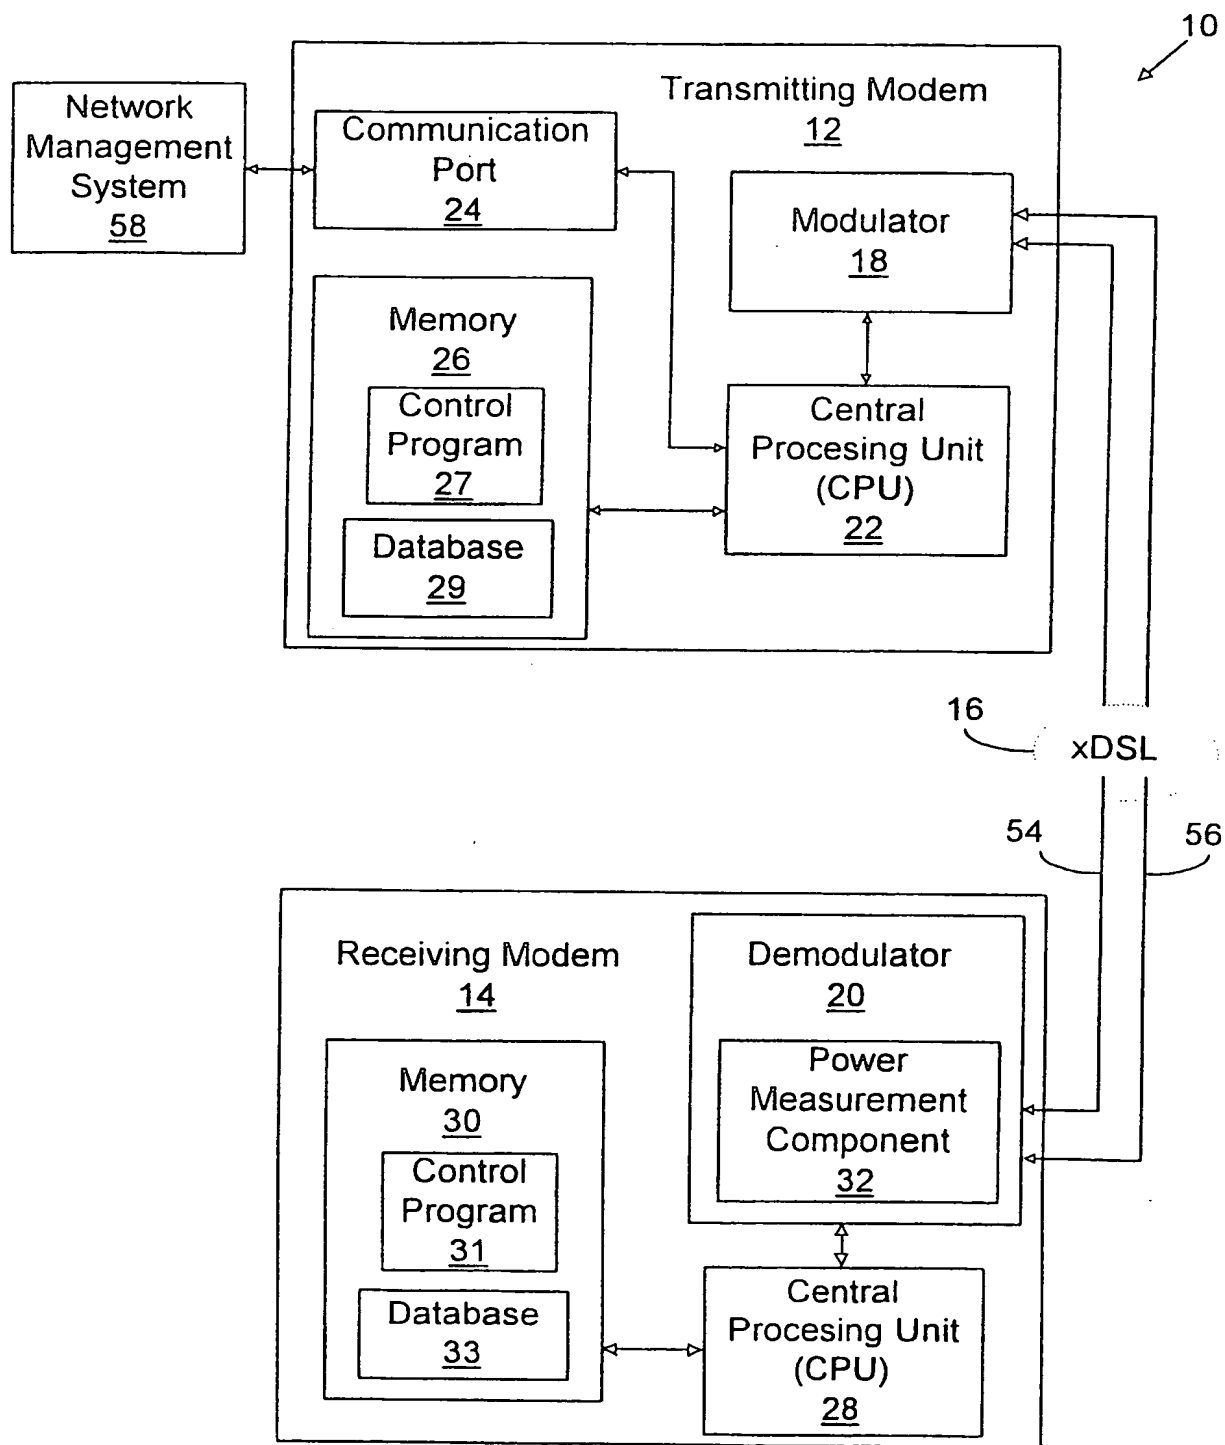 10
Network
Management
System
58
Transmitting Modem
12
Communication
Port
24
Modulator
18
Memory
26
Control
Program
27
Database
29
Central
Procesing Unit
(CPU)
22
16
xDSL
54
56
Receiving Modem
14
Demodulator
20
Power
Measurement
Component
32
Memory
30
Control
Program
31
Database
33
Central
Procesing Unit
(CPU)
28